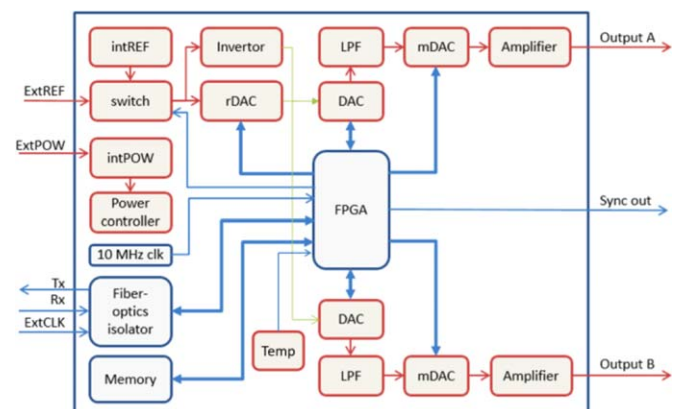 intREF
Invertor
LPF
mDAC
Amplifier
Output A
ExtREF
switch
rDAC
DAC
ExtPOW
intPOW
Power
controller
FPGA
Sync out
10 MHz clk
Tx
Rx
ExtCLK
Fiber-
optics
isolator
DAC
Temp
Memory
LPF
mDAC
Amplifier
Output B